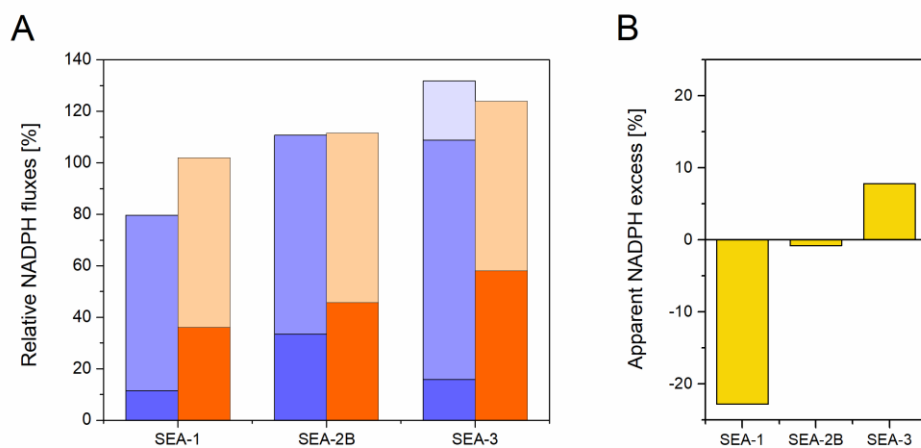 A
Relative NADPH fluxes [%]
140
120
100
80
60
40
20
0
SEA-1 SEA-2B SEA-3
B
Apparent NADPH excess [%]
20
10
0
-10
-20
SEA-1 SEA-2B SEA-3